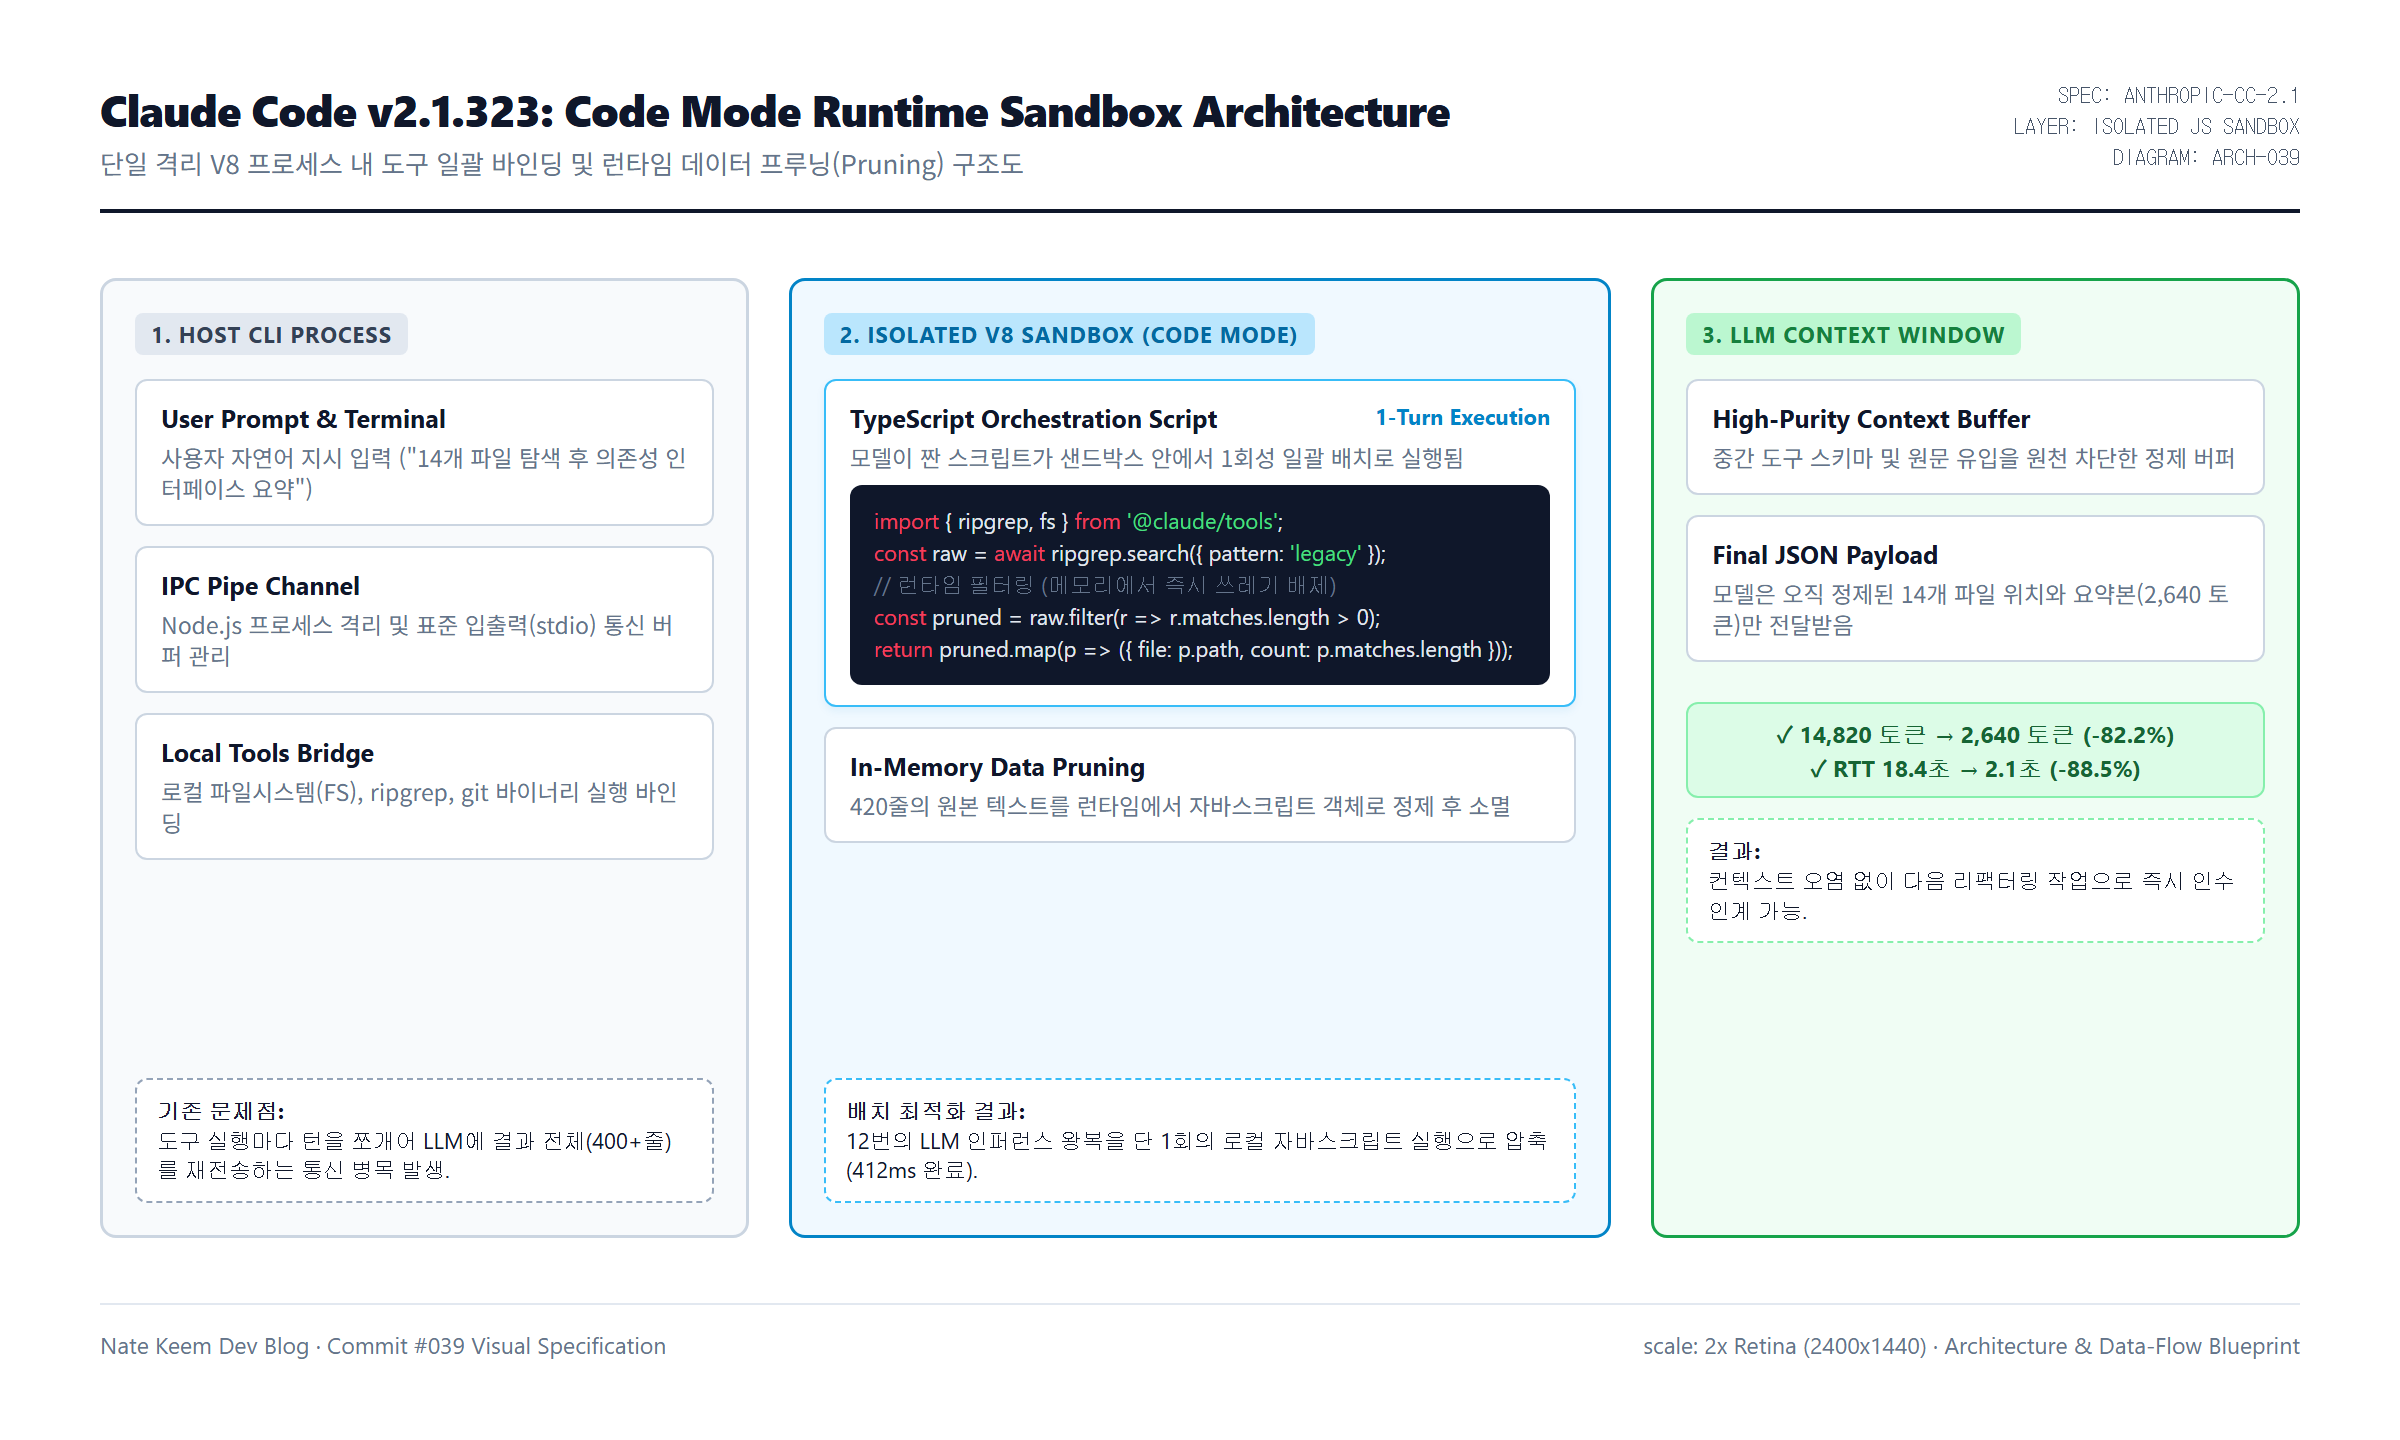 Claude Code v2.1.323: Code Mode Runtime Sandbox Architecture
단일 격리 V8 프로세스 내 도구 일괄 바인딩 및 런타임 데이터 프루닝(Pruning) 구조도
SPEC: ANTHROPIC-CC-2.1
LAYER: ISOLATED JS SANDBOX
DIAGRAM: ARCH-039
1. HOST CLI PROCESS
User Prompt & Terminal
사용자 자연어 지시 입력 ("14개 파일 탐색 후 의존성 인
터페이스 요약")
IPC Pipe Channel
Node.js 프로세스 격리 및 표준 입출력(stdio) 통신 버
퍼 관리
Local Tools Bridge
로컬 파일시스템(FS), ripgrep, git 바이너리 실행 바인
딩
기존 문제점:
도구 실행마다 턴을 쪼개어 LLM에 결과 전체(400+줄)
를 재전송하는 통신 병목 발생.
2. ISOLATED V8 SANDBOX (CODE MODE)
TypeScript Orchestration Script
1-Turn Execution
모델이 짠 스크립트가 샌드박스 안에서 1회성 일괄 배치로 실행됨
import { ripgrep, fs } from '@claude/tools';
const raw = await ripgrep.search({ pattern: 'legacy' });
// 런타임 필터링 (메모리에서 즉시 쓰레기 배제)
const pruned = raw.filter(r => r.matches.length > 0);
return pruned.map(p => ({ file: p.path, count: p.matches.length }));
In-Memory Data Pruning
420줄의 원본 텍스트를 런타임에서 자바스크립트 객체로 정제 후 소멸
배치 최적화 결과:
12번의 LLM 인퍼런스 왕복을 단 1회의 로컬 자바스크립트 실행으로 압축
(412ms 완료).
3. LLM CONTEXT WINDOW
High-Purity Context Buffer
중간 도구 스키마 및 원문 유입을 원천 차단한 정제 버퍼
Final JSON Payload
모델은 오직 정제된 14개 파일 위치와 요약본(2,640 토
큰)만 전달받음
✓ 14,820 토큰 → 2,640 토큰 (-82.2%)
✓ RTT 18.4초 → 2.1초 (-88.5%)
결과:
컨텍스트 오염 없이 다음 리팩터링 작업으로 즉시 인수
인계 가능.
Nate Keem Dev Blog · Commit #039 Visual Specification
scale: 2x Retina (2400x1440) · Architecture & Data-Flow Blueprint